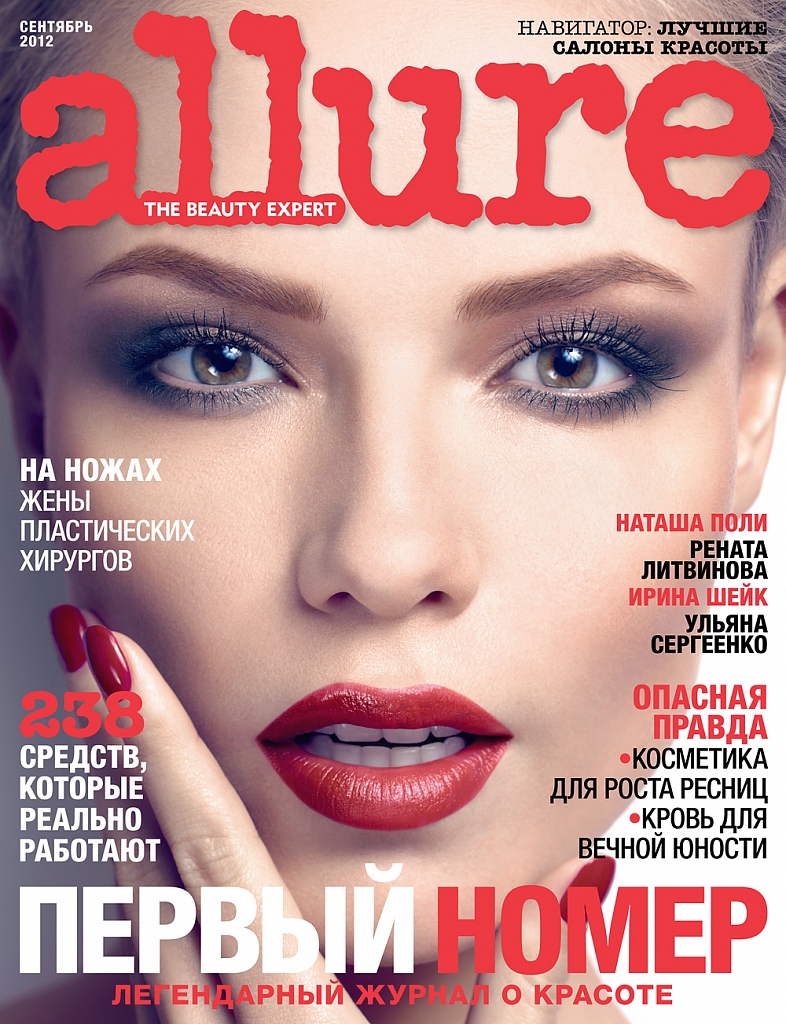 СЕНТЯБРЬ
2012
НАВИГАТОР: ЛУЧШИЕ
САЛОНЫ КРАСОТЫ
allure
THE BEAUTY EXPERT
НА НОЖАХ
ЖЕНЫ
ПЛАСТИЧЕСКИХ
ХИРУРГОВ
НАТАША ПОЛИ
РЕНАТА
ЛИТВИНОВА
ИРИНА ШЕЙК
УЛЬЯНА
СЕРГЕЕНКО
238
СРЕДСТВ,
КОТОРЫЕ
РЕАЛЬНО
РАБОТАЮТ
ОПАСНАЯ
ПРАВДА
•КОСМЕТИКА
ДЛЯ РОСТА РЕСНИЦ
•КРОВЬ ДЛЯ
ВЕЧНОЙ ЮНОСТИ
ПЕРВЫЙ НОМЕР
ЛЕГЕНДАРНЫЙ ЖУРНАЛ О КРАСОТЕ